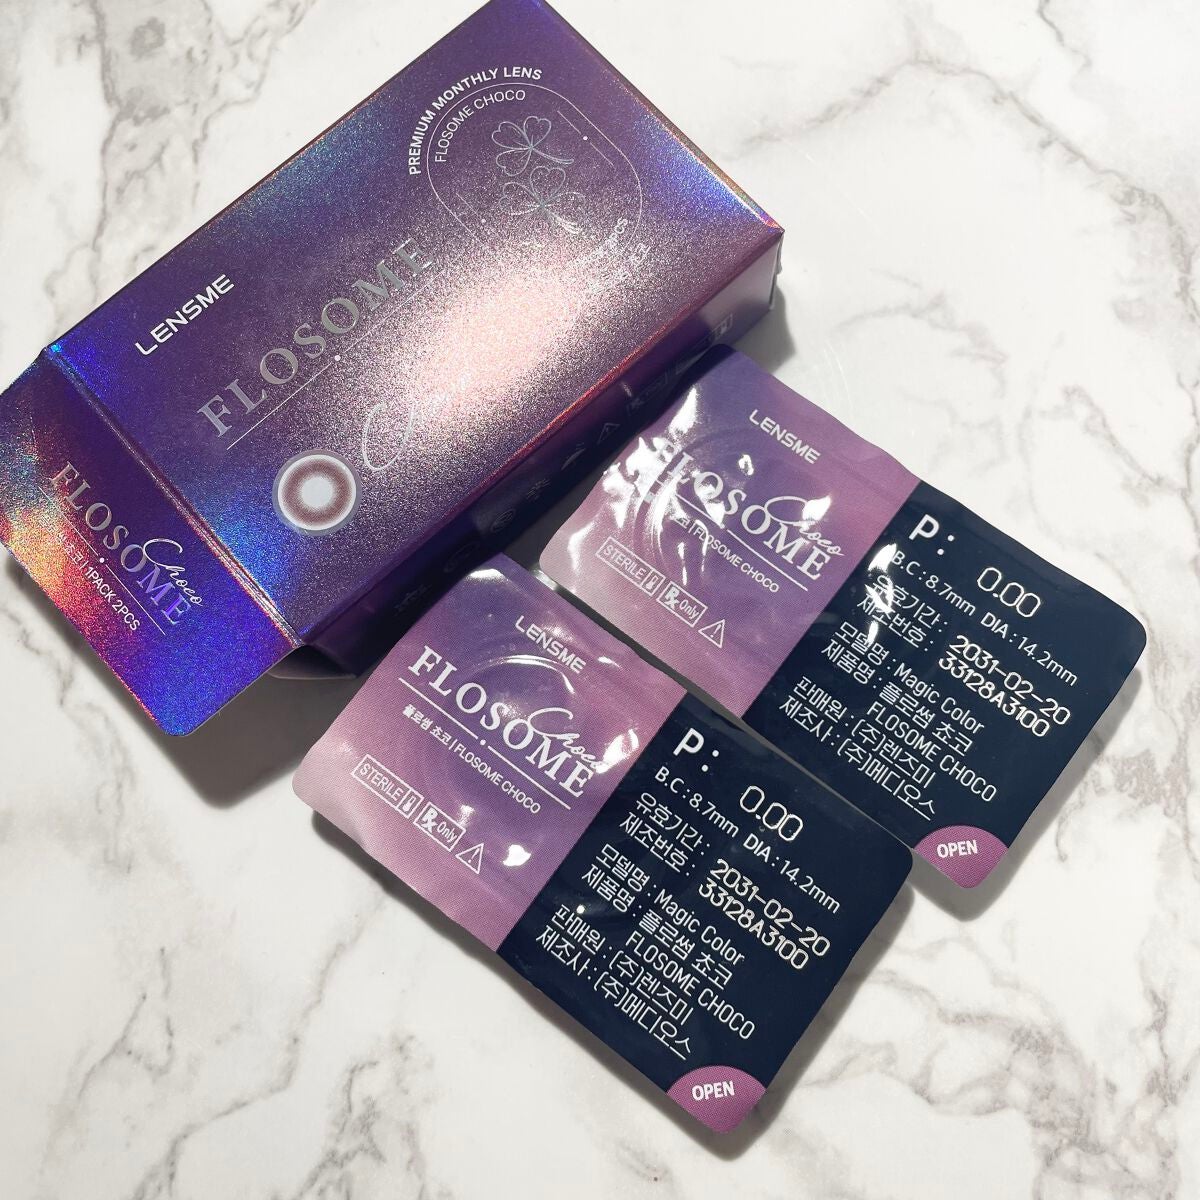 PREMIUM MONTHLY LENS
FLOSOME CHOCO
LENSME
FLOSOME
FLOSOME
Choco
1PACK 2PCS
LENSME
FLOSOME
Choco
FLOSOME CHOCO
STERILE
Rx Only
P: 0.00
B.C : 8.7mm DIA : 14.2mm
유효기간 : 2031-02-20
제조번호 : 33128A3100
모델명 : Magic Color
제품명 : 플로썸 초코
FLOSOME CHOCO
판매원 : (주)렌즈미
제조사 : (주)메디오스
OPEN
LENSME
FLOSOME
Choco
플로썸 초코 | FLOSOME CHOCO
STERILE
Rx Only
P: 0.00
B.C : 8.7mm DIA : 14.2mm
유효기간 : 2031-02-20
제조번호 : 33128A3100
모델명 : Magic Color
제품명 : 플로썸 초코
FLOSOME CHOCO
판매원 : (주)렌즈미
제조사 : (주)메디오스
OPEN